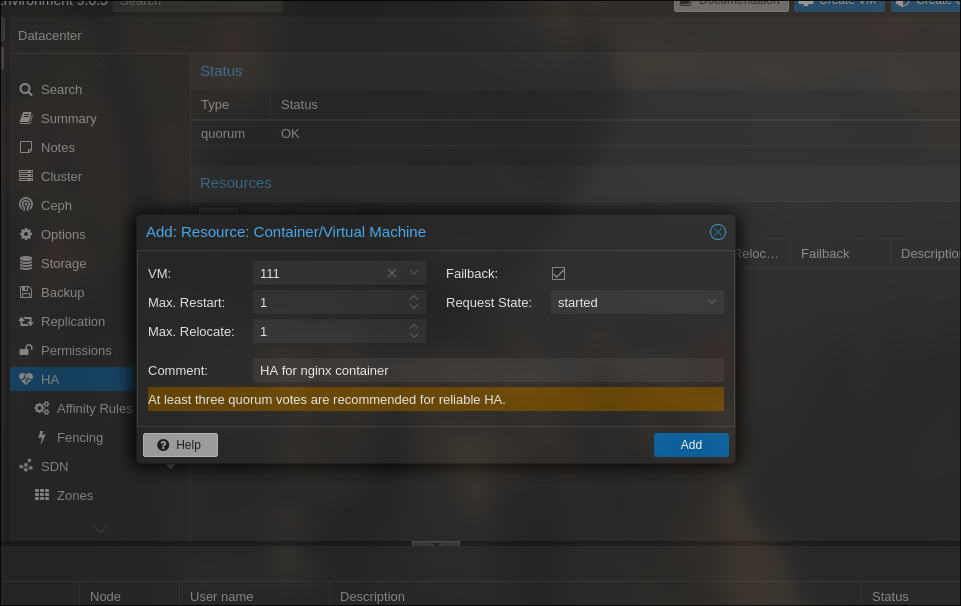 Environment 9.0.3
Search
Documentation
Create VM
Create
Datacenter
Search
Summary
Notes
Cluster
Ceph
Options
Storage
Backup
Replication
Permissions
HA
Affinity Rules
Fencing
SDN
Zones
Status
Type Status
quorum OK
Resources
Reloc... Failback Descriptio
Add: Resource: Container/Virtual Machine
VM: 111
Max. Restart: 1
Max. Relocate: 1
Failback:
Request State: started
Comment: HA for nginx container
At least three quorum votes are recommended for reliable HA.
Help
Add
Node User name Description Status